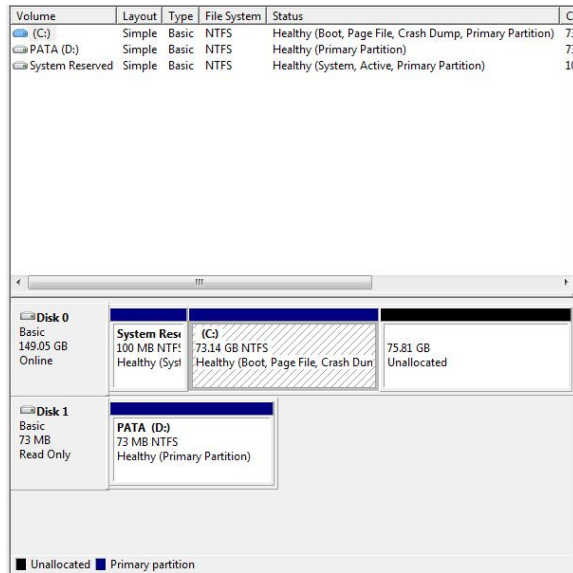 Volume Layout Type File System Status C
(C:) Simple Basic NTFS Healthy (Boot, Page File, Crash Dump, Primary Partition) 73
PATA (D:) Simple Basic NTFS Healthy (Primary Partition) 73
System Reserved Simple Basic NTFS Healthy (System, Active, Primary Partition) 10
Disk 0
Basic
149.05 GB
Online
System Rese
100 MB NTFS
Healthy (Syst
(C:)
73.14 GB NTFS
Healthy (Boot, Page File, Crash Dun
75.81 GB
Unallocated
Disk 1
Basic
73 MB
Read Only
PATA (D:)
73 MB NTFS
Healthy (Primary Partition)
Unallocated Primary partition